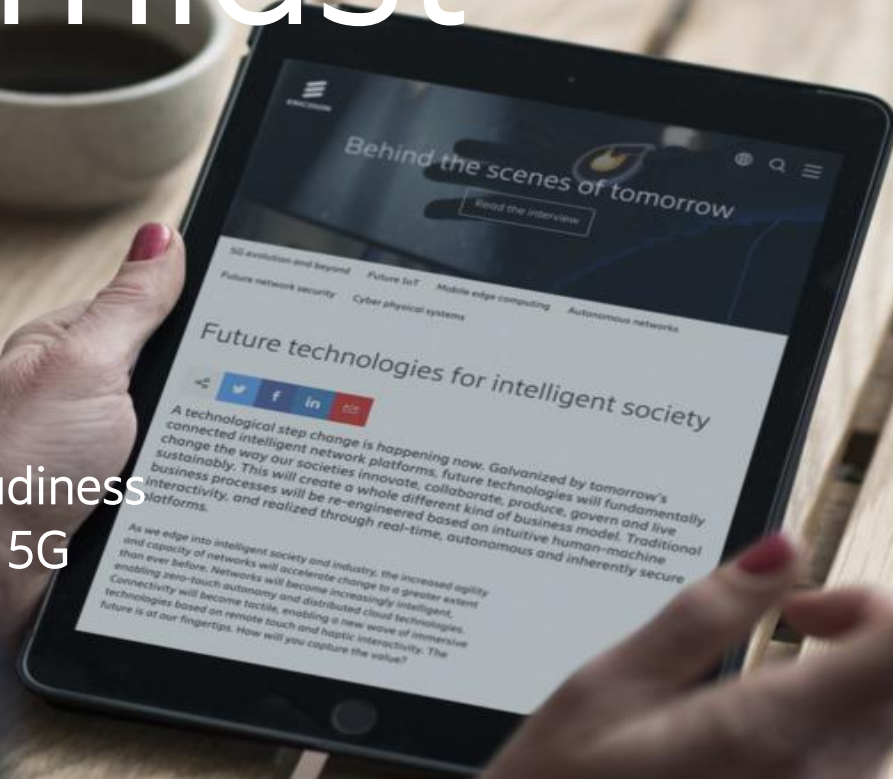 ERICSSON
Behind the scenes of tomorrow
Read the interview
5G evolution and beyond Future IoT Mobile edge computing Autonomous networks
Future network security Cyber physical systems
Future technologies for intelligent society
f in
A technological step change is happening now. Galvanized by tomorrow's
connected intelligent network platforms, future technologies will fundamentally
change the way our societies innovate, collaborate, produce, govern and live
sustainably. This will create a whole different kind of business model. Traditional
business processes will be re-engineered based on intuitive human-machine
interactivity, and realized through real-time, autonomous and inherently secure
platforms.
As we edge into intelligent society and industry, the increased agility
and capacity of networks will accelerate change to a greater extent
than ever before. Networks will become increasingly intelligent,
enabling zero-touch autonomy and distributed cloud technologies.
Connectivity will become tactile, enabling a new wave of immersive
technologies based on remote touch and haptic interactivity. The
future is at our fingertips. How will you capture the value?
diness
5G